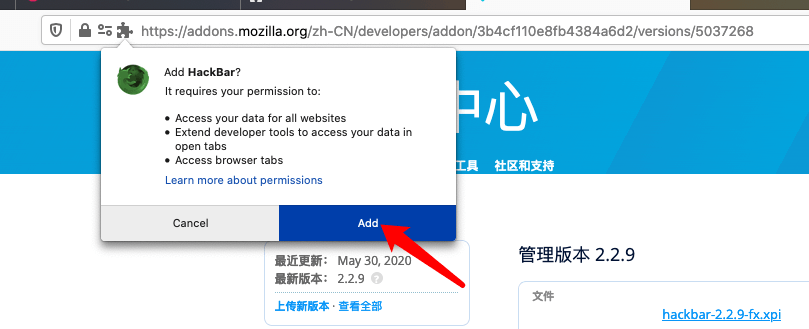 https://addons.mozilla.org/zh-CN/developers/addon/3b4cf110e8fb4384a6d2/versions/5037268
Add HackBar?
It requires your permission to:
• Access your data for all websites
• Extend developer tools to access your data in
open tabs
• Access browser tabs
Learn more about permissions
Cancel
Add
中心
工具 社区和支持
最近更新： May 30, 2020
最新版本： 2.2.9 ?
上传新版本 · 查看全部
管理版本 2.2.9
文件
hackbar-2.2.9-fx.xpi